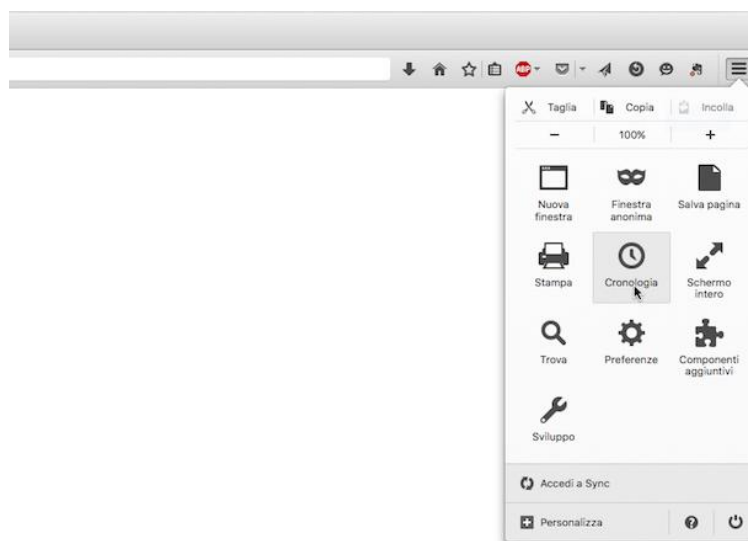 ABP
Taglia Copia Incolla
− 100% +
Nuova finestra
Finestra anonima
Salva pagina
Stampa
Cronologia
Schermo intero
Trova
Preferenze
Componenti aggiuntivi
Sviluppo
Accedi a Sync
Personalizza